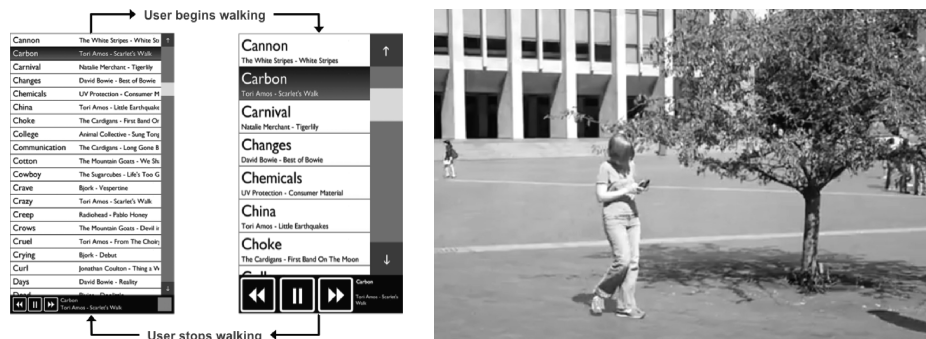 User begins walking
Cannon The White Stripes - White St
Carbon Tori Amos - Scarlet's Walk
Carnival Natalie Merchant - Tigerlily
Changes David Bowie - Best of Bowie
Chemicals UV Protection - Consumer M
China Tori Amos - Little Earthquake
Choke The Cardigans - First Band Or
College Animal Collective - Sung Tong
Communication The Cardigans - Long Gone B
Cotton The Mountain Goats - We Sh
Cowboy The Sugarcubes - Life's Too G
Crave Bjork - Vespertine
Crazy Tori Amos - Scarlet's Walk
Creep Radiohead - Pablo Honey
Crows The Mountain Goats - Devil in
Cruel Tori Amos - From The Choir
Crying Bjork - Debut
Curl Jonathan Coulton - Thing a W
Days David Bowie - Reality
Carbon
Tori Amos - Scarlet's
Walk
Cannon
The White Stripes - White Stripes
Carbon
Tori Amos - Scarlet's Walk
Carnival
Natalie Merchant - Tigerlily
Changes
David Bowie - Best of Bowie
Chemicals
UV Protection - Consumer Material
China
Tori Amos - Little Earthquakes
Choke
The Cardigans - First Band On The Moon
Carbon
Tori Amos - Scarlet's
Walk
User stops walking